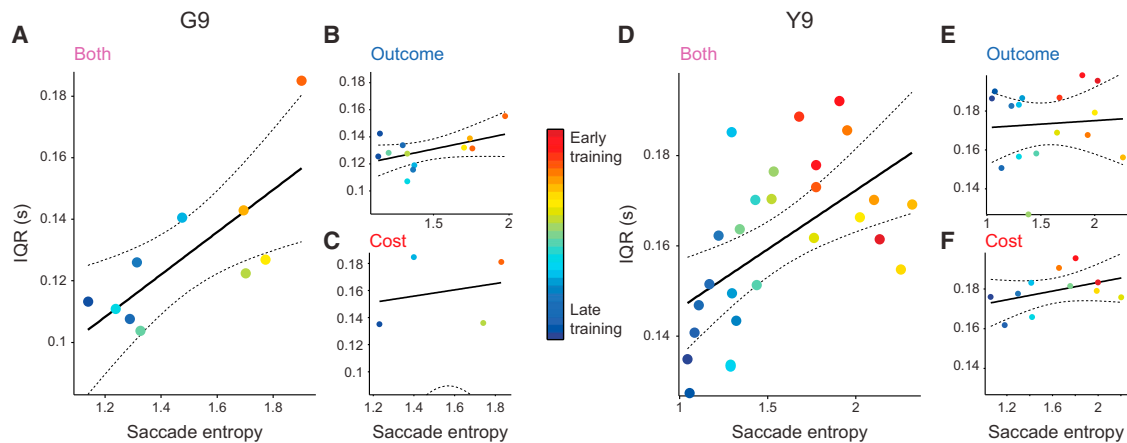 G9
Y9
A
Both
IQR (s)
0.18
0.16
0.14
0.12
0.1
1.2
1.4
1.6
1.8
Saccade entropy
B
Outcome
0.18
0.16
0.14
0.12
0.1
1.5
2
C
Cost
0.18
0.16
0.14
0.12
0.1
1.2
1.4
1.6
1.8
Saccade entropy
Early
training
Late
training
D
Both
IQR (s)
0.18
0.16
0.14
1
1.5
2
Saccade entropy
E
Outcome
0.18
0.16
0.14
1
1.5
2
F
Cost
0.18
0.16
0.14
1.2
1.6
2
Saccade entropy